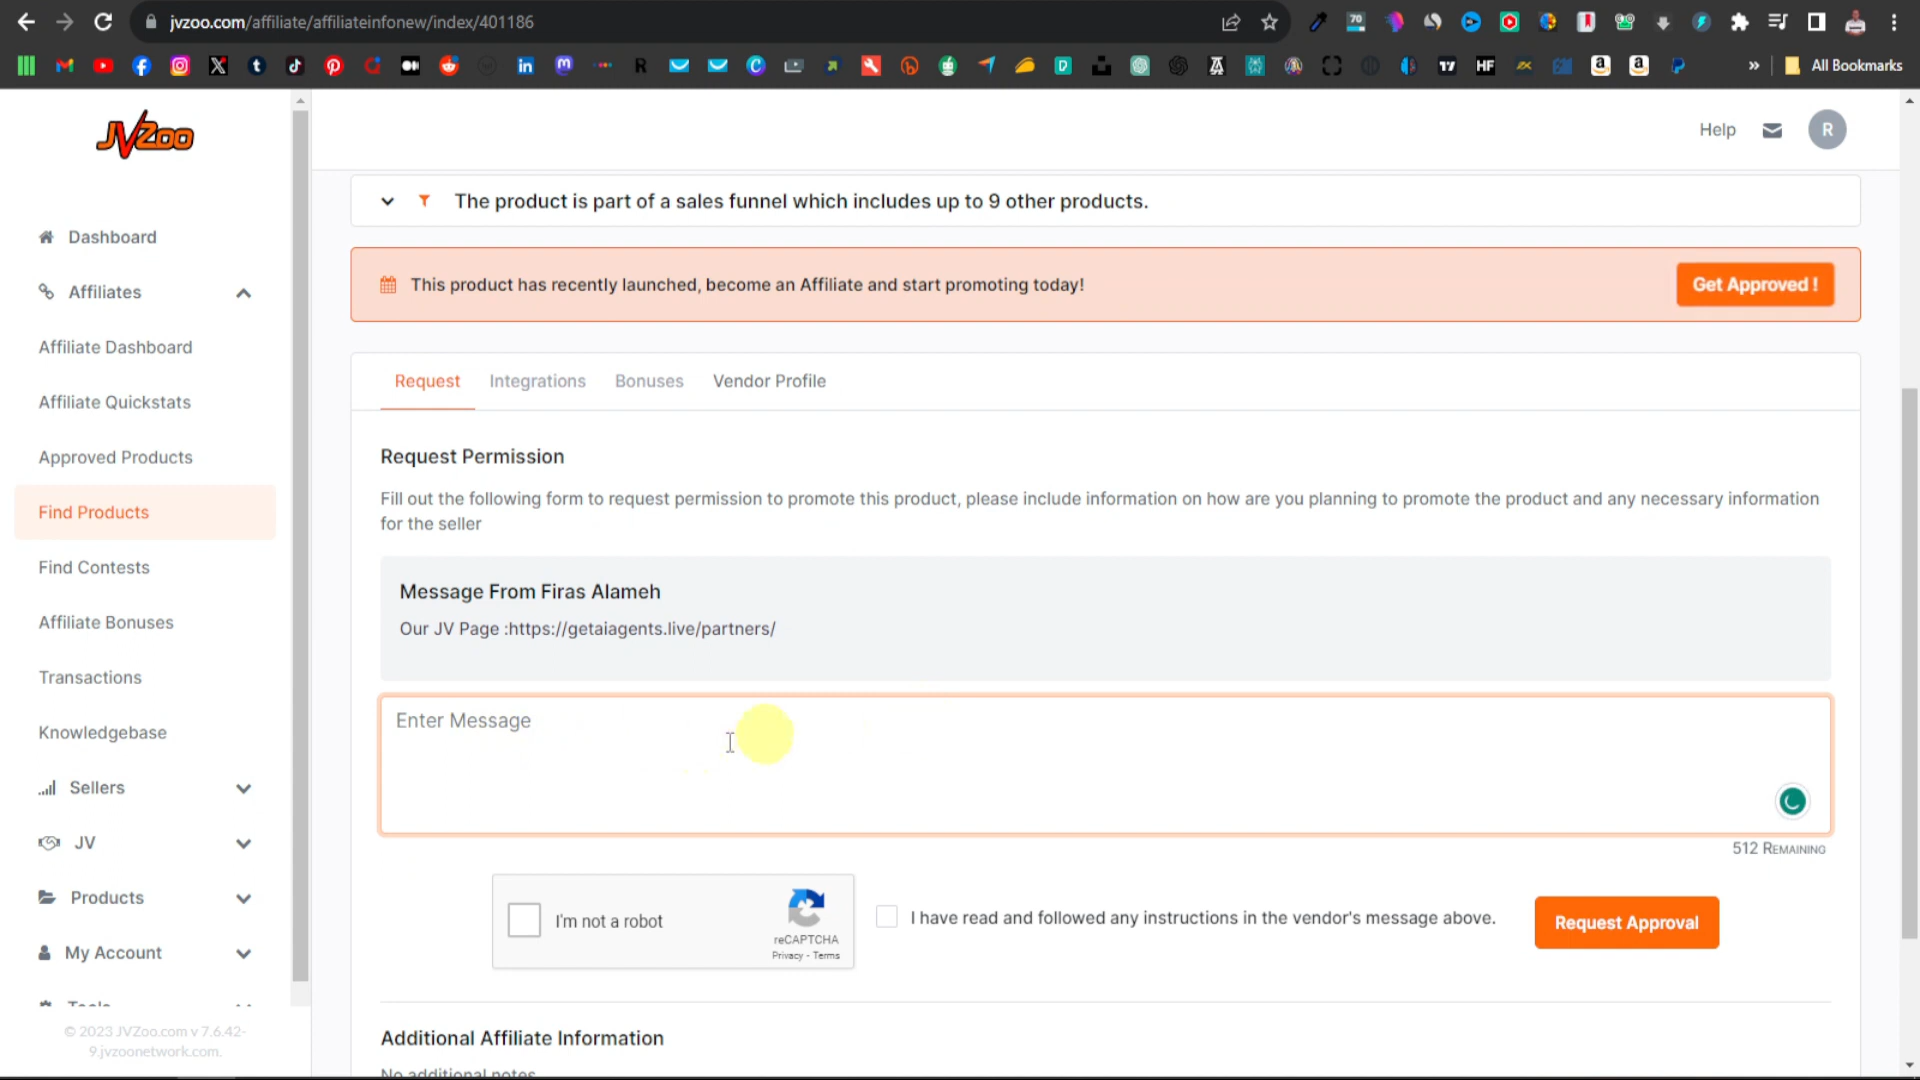 jvzoo.com/affiliate/affiliateinfonew/index/401186
All Bookmarks
JVZoo
Help
R
Dashboard
Affiliates
Affiliate Dashboard
Affiliate Quickstats
Approved Products
Find Products
Find Contests
Affiliate Bonuses
Transactions
Knowledgebase
Sellers
JV
Products
My Account
Tools
© 2023 JVZoo.com v 7.6.42-
9.jvzoonetwork.com.
The product is part of a sales funnel which includes up to 9 other products.
This product has recently launched, become an Affiliate and start promoting today!
Get Approved !
Request Integrations Bonuses Vendor Profile
Request Permission
Fill out the following form to request permission to promote this product, please include information on how are you planning to promote the product and any necessary information
for the seller
Message From Firas Alameh
Our JV Page :https://getaiagents.live/partners/
Enter Message
512 REMAINING
I'm not a robot
reCAPTCHA
Privacy - Terms
I have read and followed any instructions in the vendor's message above.
Request Approval
Additional Affiliate Information
No additional notes